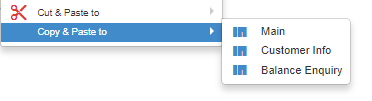 Cut & Paste to
Copy & Paste to
Main
Customer Info
Balance Enquiry